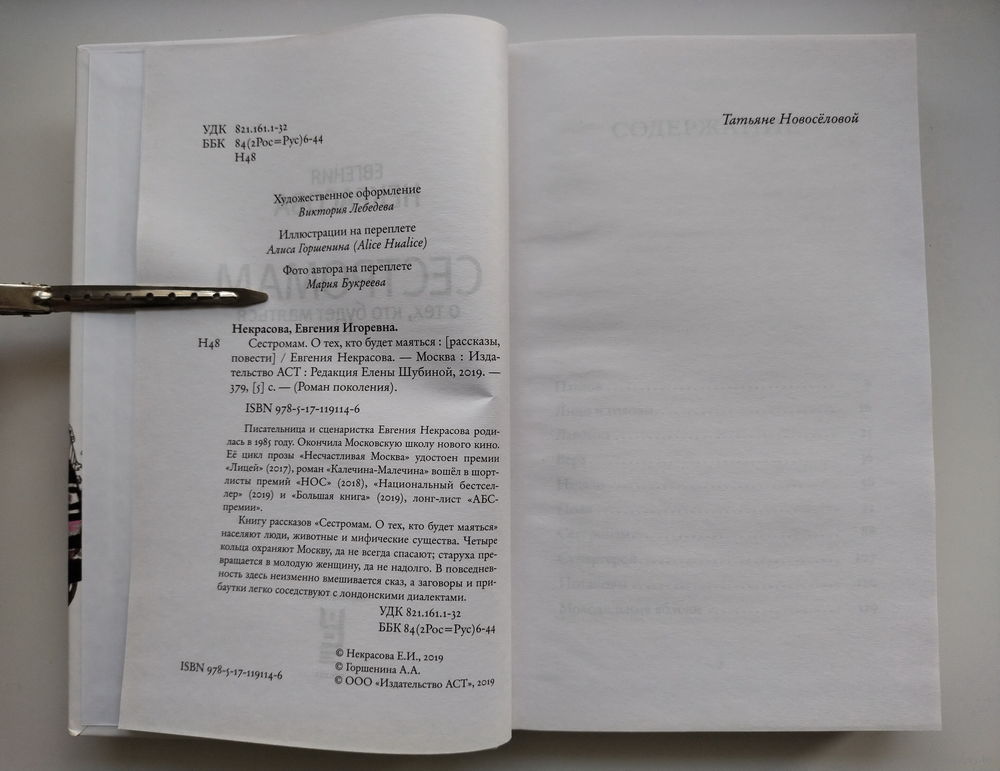 УДК 821.161.1-32
ББК 84(2Рос=Рус)6-44
Н48
Художественное оформление
Виктория Лебедева
Иллюстрации на переплете
Алиса Горшенина (Alice Hualice)
Фото автора на переплете
Мария Букреева
Некрасова, Евгения Игоревна.
Н48 Сестромам. О тех, кто будет маяться : [рассказы,
повести] / Евгения Некрасова. — Москва : Изда-
тельство АСТ : Редакция Елены Шубиной, 2019. —
379, [5] с. — (Роман поколения).
ISBN 978-5-17-119114-6
Писательница и сценаристка Евгения Некрасова роди-
лась в 1985 году. Окончила Московскую школу нового кино.
Её цикл прозы «Несчастливая Москва» удостоен премии
«Лицей» (2017), роман «Калечина-Малечина» вошёл в шорт-
листы премий «НОС» (2018), «Национальный бестсел-
лер» (2019) и «Большая книга» (2019), лонг-лист «АБС-
премии».
Книгу рассказов «Сестромам. О тех, кто будет маяться»
населяют люди, животные и мифические существа. Четыре
кольца охраняют Москву, да не всегда спасают; старуха пре-
вращается в молодую женщину, да не надолго. В повседнев-
ность здесь неизменно вмешивается сказ, а заговоры и при-
баутки легко соседствуют с лондонскими диалектами.
УДК 821.161.1-32
ББК 84(2Рос=Рус)6-44
© Некрасова Е.И., 2019
© Горшенина А.А.
© ООО «Издательство АСТ», 2019
ISBN 978-5-17-119114-6
Татьяне Новосёловой